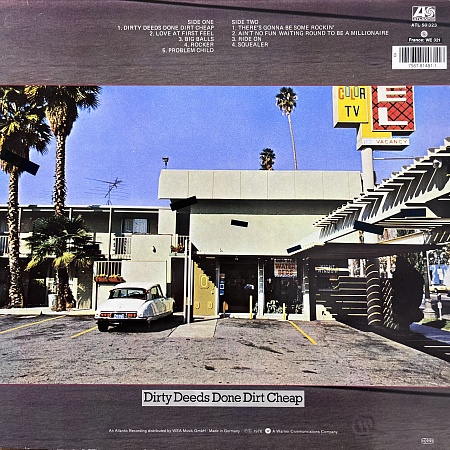 SIDE ONE
1. DIRTY DEEDS DONE DIRT CHEAP
2. LOVE AT FIRST FEEL
3. BIG BALLS
4. ROCKER
5. PROBLEM CHILD
SIDE TWO
1. THERE'S GONNA BE SOME ROCKIN'
2. AIN'T NO FUN WAITING ROUND TO BE A MILLIONAIRE
3. RIDE ON
4. SQUEALER
ATLANTIC
ATL 50 323
France: WE 321
COLOR
TV
EL
VACANCY
Dirty Deeds Done Dirt Cheap
An Atlantic Recording distributed by WEA Musik GmbH · Made in Germany · 1976 A Warner Communications Company